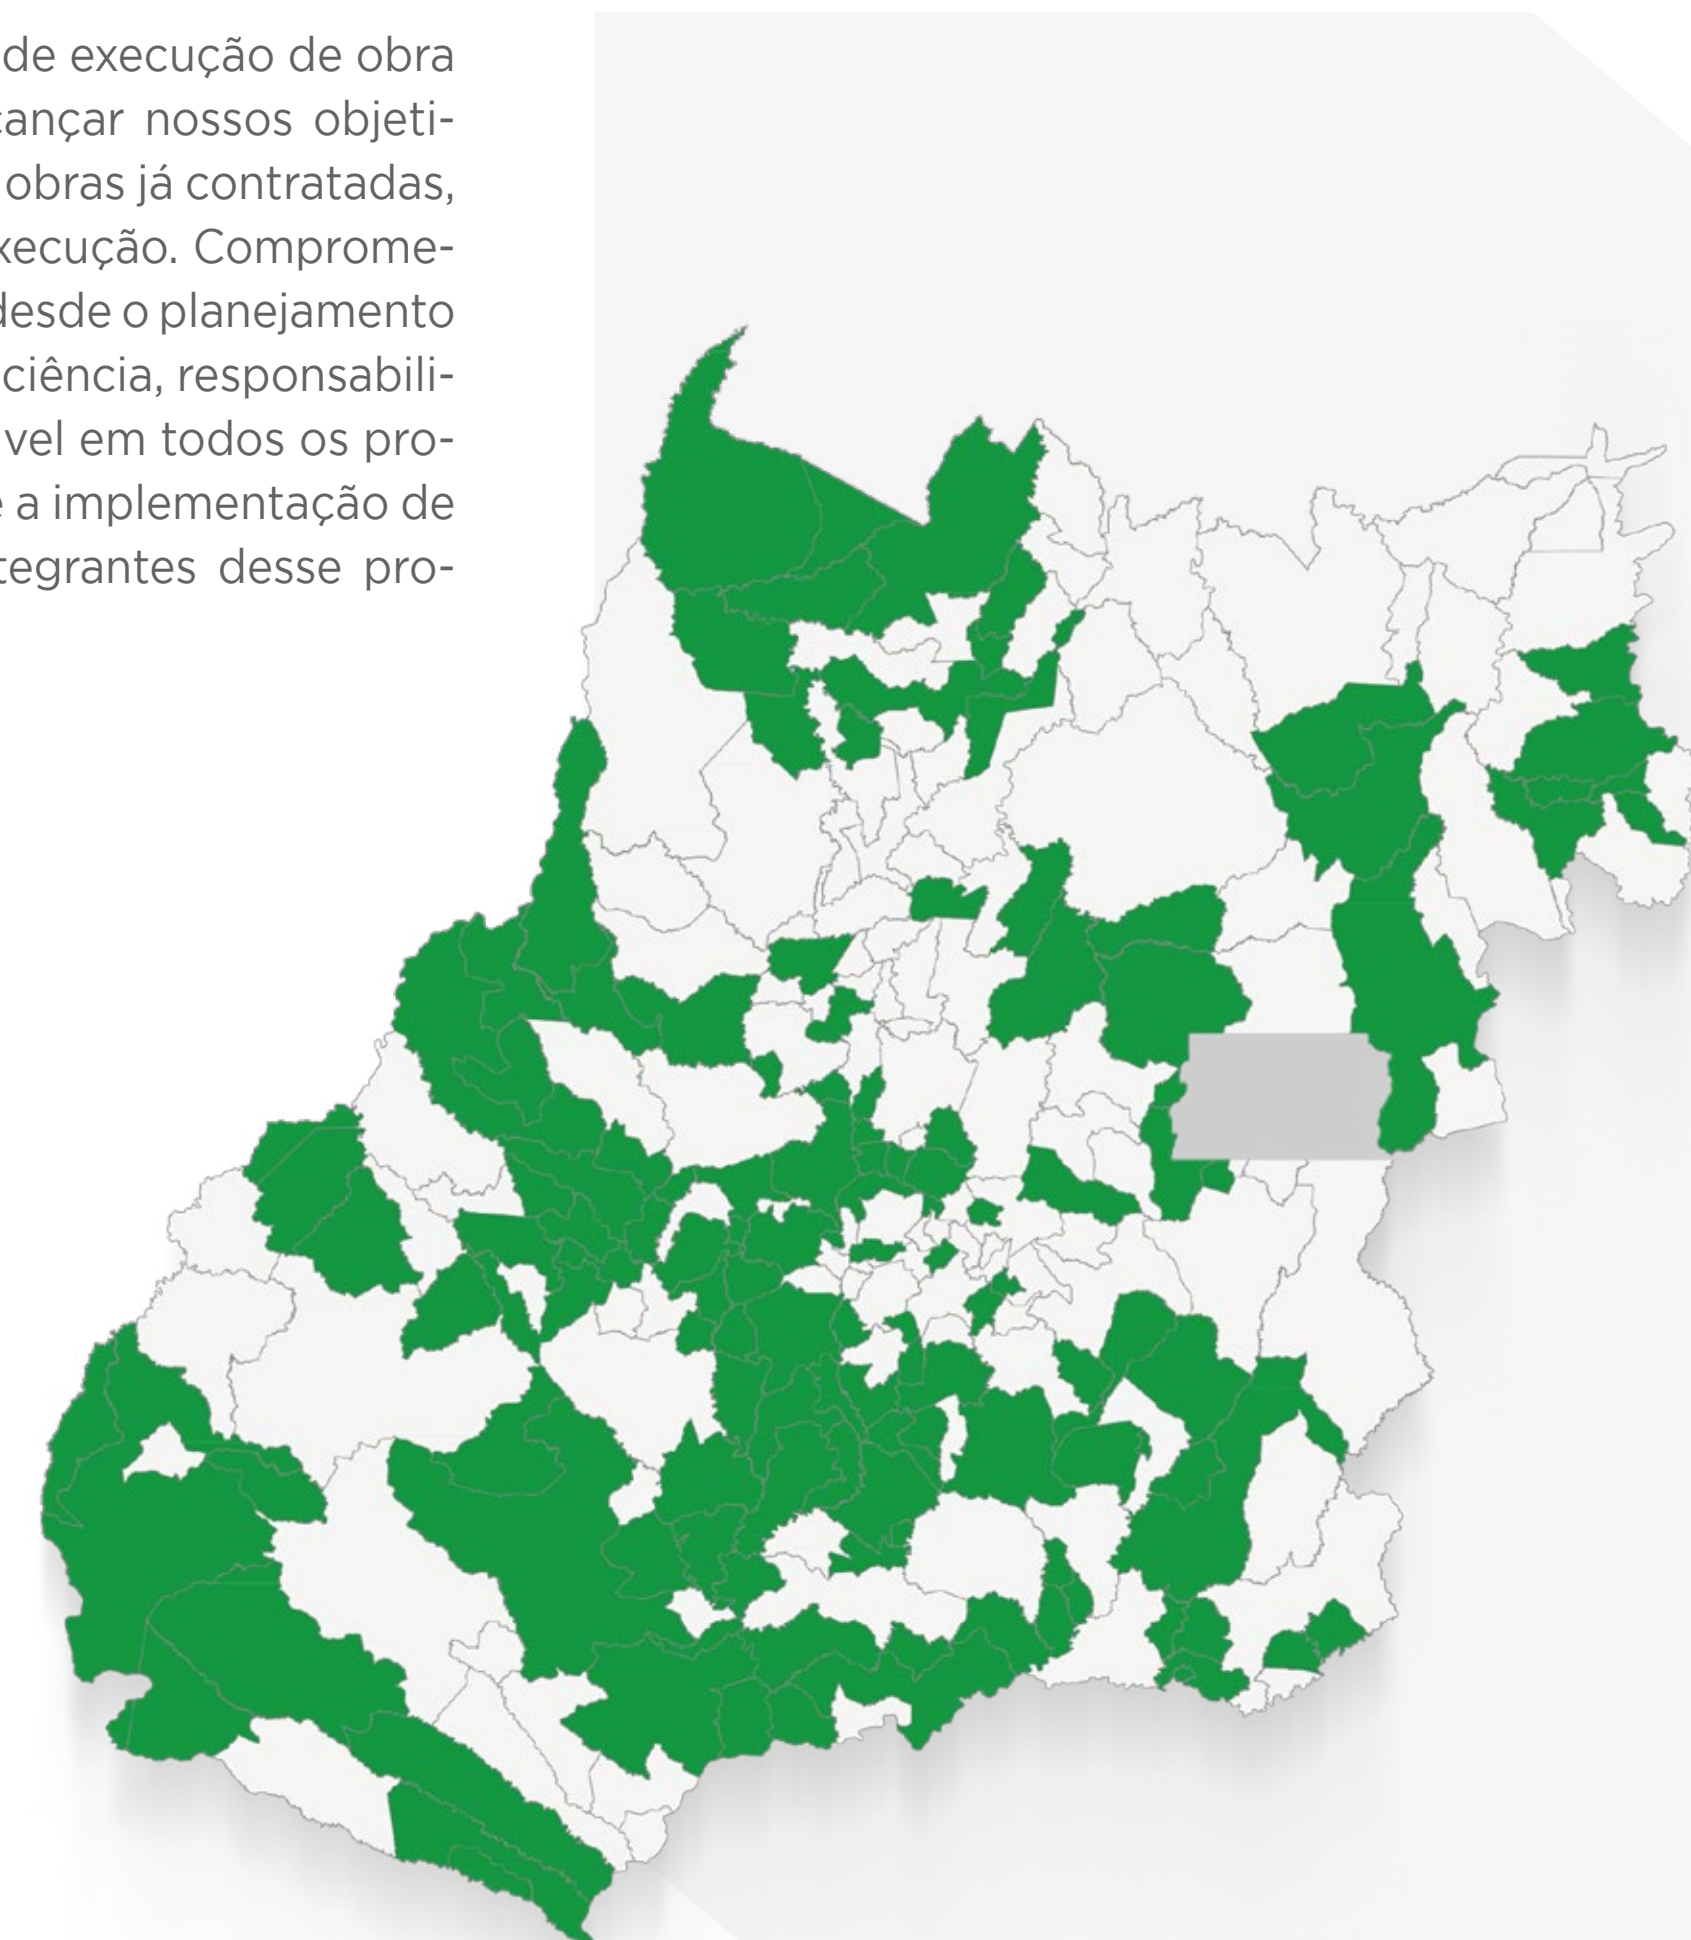 de execução de obra
cançar nossos objeti-
obras já contratadas,
xecução. Comprome-
desde o planejamento
ciência, responsabili-
vel em todos os pro-
e a implementação de
tegrantes desse pro-